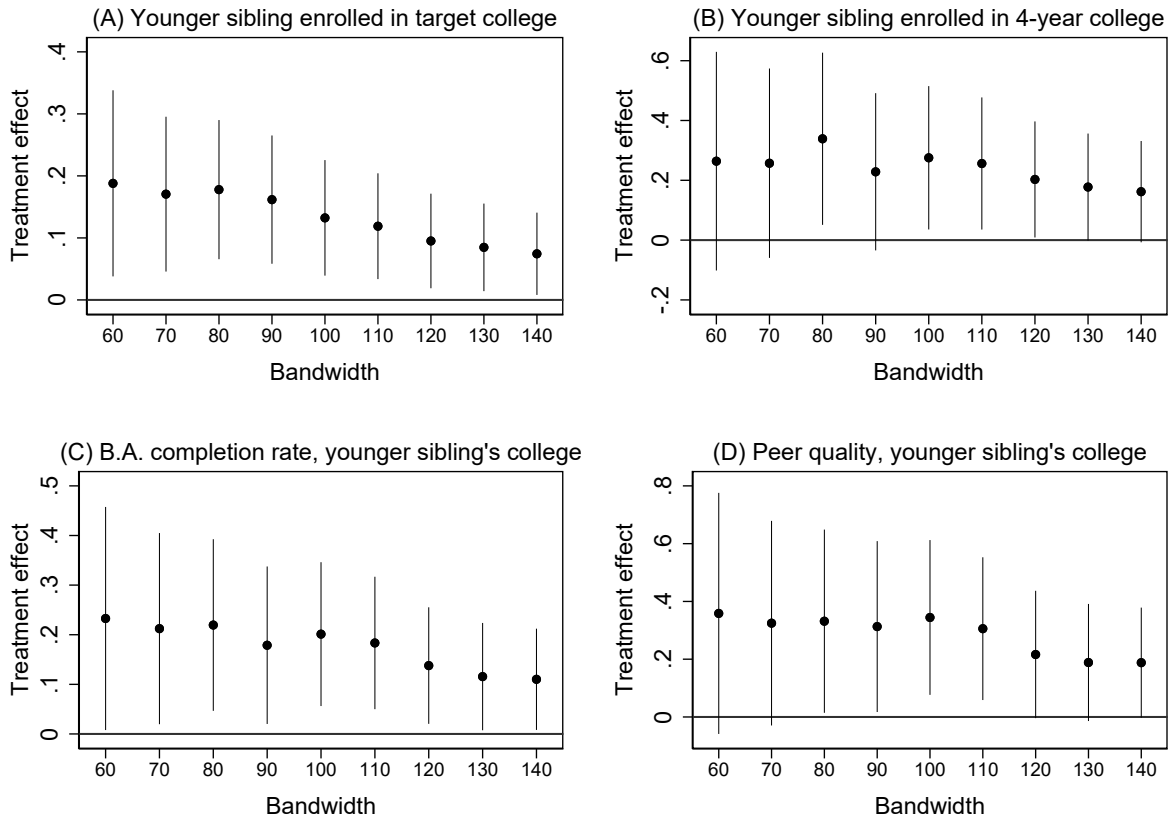 (A) Younger sibling enrolled in target college
Treatment effect
.4
.3
.2
.1
0
60 70 80 90 100 110 120 130 140
Bandwidth
(B) Younger sibling enrolled in 4-year college
Treatment effect
.6
.4
.2
0
-.2
60 70 80 90 100 110 120 130 140
Bandwidth
(C) B.A. completion rate, younger sibling's college
Treatment effect
.5
.4
.3
.2
.1
0
60 70 80 90 100 110 120 130 140
Bandwidth
(D) Peer quality, younger sibling's college
Treatment effect
.8
.6
.4
.2
0
60 70 80 90 100 110 120 130 140
Bandwidth